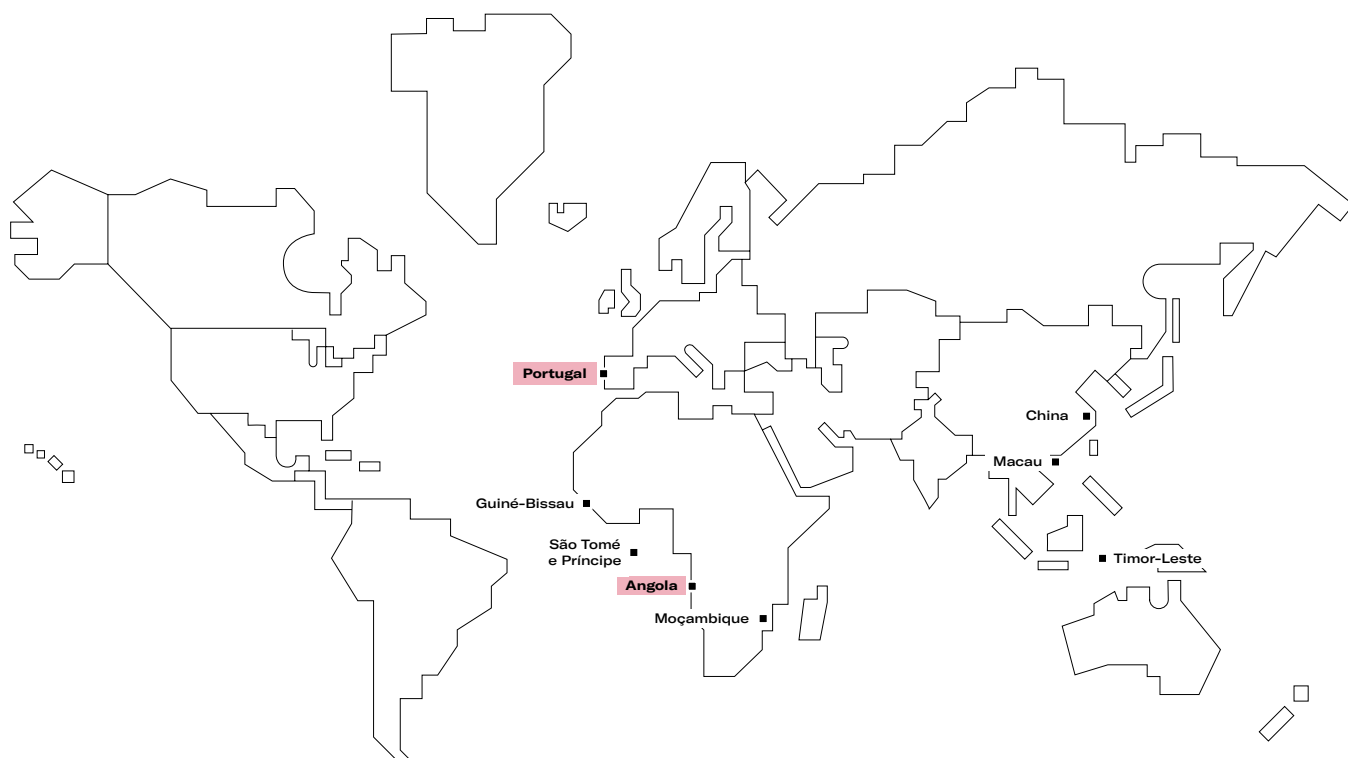 Portugal
China
Macau
Guiné-Bissau
São Tomé
e Príncipe
Timor-Leste
Angola
Moçambique